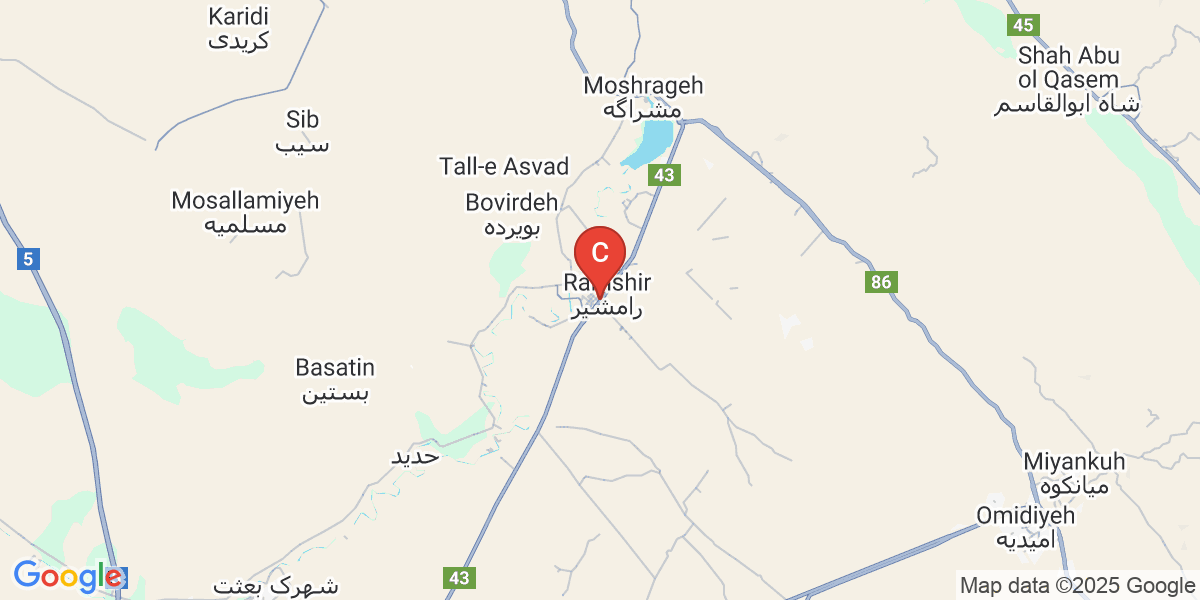 Karidi
کریدی
45
Shah Abu
ol Qasem
شاه ابوالقاسم
Moshrageh
مشراگه
Sib
سیب
Tall-e Asvad
43
Mosallamiyeh
مسلمیه
Bovirdeh
بویرده
5
C
Ramshir
رامشیر
86
Basatin
بستین
حدید
Miyankuh
میانکوه
Omidiyeh
امیدیه
Google
شهرک بعثت
43
Map data ©2025 Google